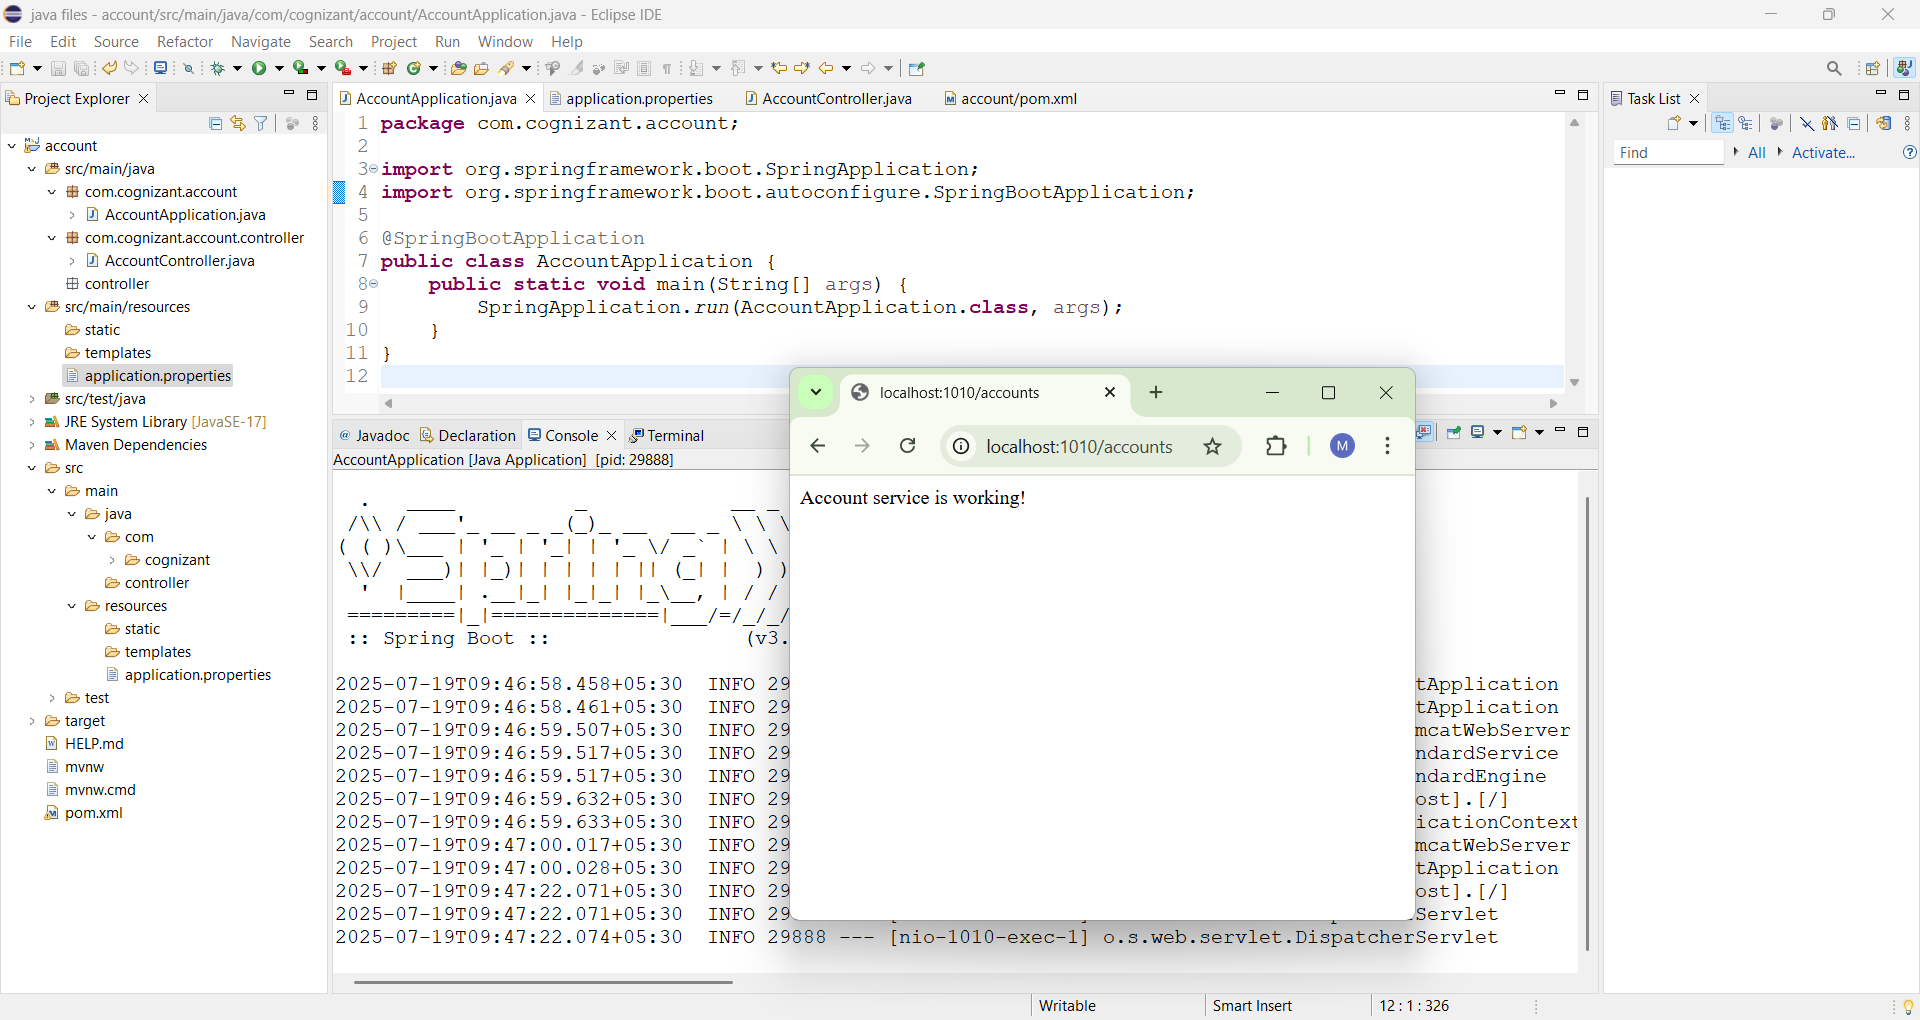 java files - account/src/main/java/com/cognizant/account/AccountApplication.java - Eclipse IDE
File Edit Source Refactor Navigate Search Project Run Window Help
Project Explorer
account
src/main/java
com.cognizant.account
AccountApplication.java
com.cognizant.account.controller
AccountController.java
controller
src/main/resources
static
templates
application.properties
src/test/java
JRE System Library [JavaSE-17]
Maven Dependencies
src
main
java
com
cognizant
controller
resources
static
templates
application.properties
test
target
HELP.md
mvnw
mvnw.cmd
pom.xml
AccountApplication.java application.properties AccountController.java account/pom.xml
1 package com.cognizant.account;
2
3 import org.springframework.boot.SpringApplication;
4 import org.springframework.boot.autoconfigure.SpringBootApplication;
5
6 @SpringBootApplication
7 public class AccountApplication {
8 public static void main(String[] args) {
9 SpringApplication.run(AccountApplication.class, args);
10 }
11 }
12
Javadoc Declaration Console Terminal
AccountApplication [Java Application] [pid: 29888]
:: Spring Boot :: (v3.
2025-07-19T09:46:58.458+05:30 INFO 29 tApplication
2025-07-19T09:46:58.461+05:30 INFO 29 tApplication
2025-07-19T09:46:59.507+05:30 INFO 29 mcatWebServer
2025-07-19T09:46:59.517+05:30 INFO 29 ndardService
2025-07-19T09:46:59.517+05:30 INFO 29 ndardEngine
2025-07-19T09:46:59.632+05:30 INFO 29 ost].[/]
2025-07-19T09:46:59.633+05:30 INFO 29 icationContext
2025-07-19T09:47:00.017+05:30 INFO 29 mcatWebServer
2025-07-19T09:47:00.028+05:30 INFO 29 tApplication
2025-07-19T09:47:22.071+05:30 INFO 29 ost].[/]
2025-07-19T09:47:22.071+05:30 INFO 29 Servlet
2025-07-19T09:47:22.074+05:30 INFO 29888 --- [nio-1010-exec-1] o.s.web.servlet.DispatcherServlet
localhost:1010/accounts
localhost:1010/accounts
M
Account service is working!
Task List
Find All Activate...
Writable Smart Insert 12 : 1 : 326